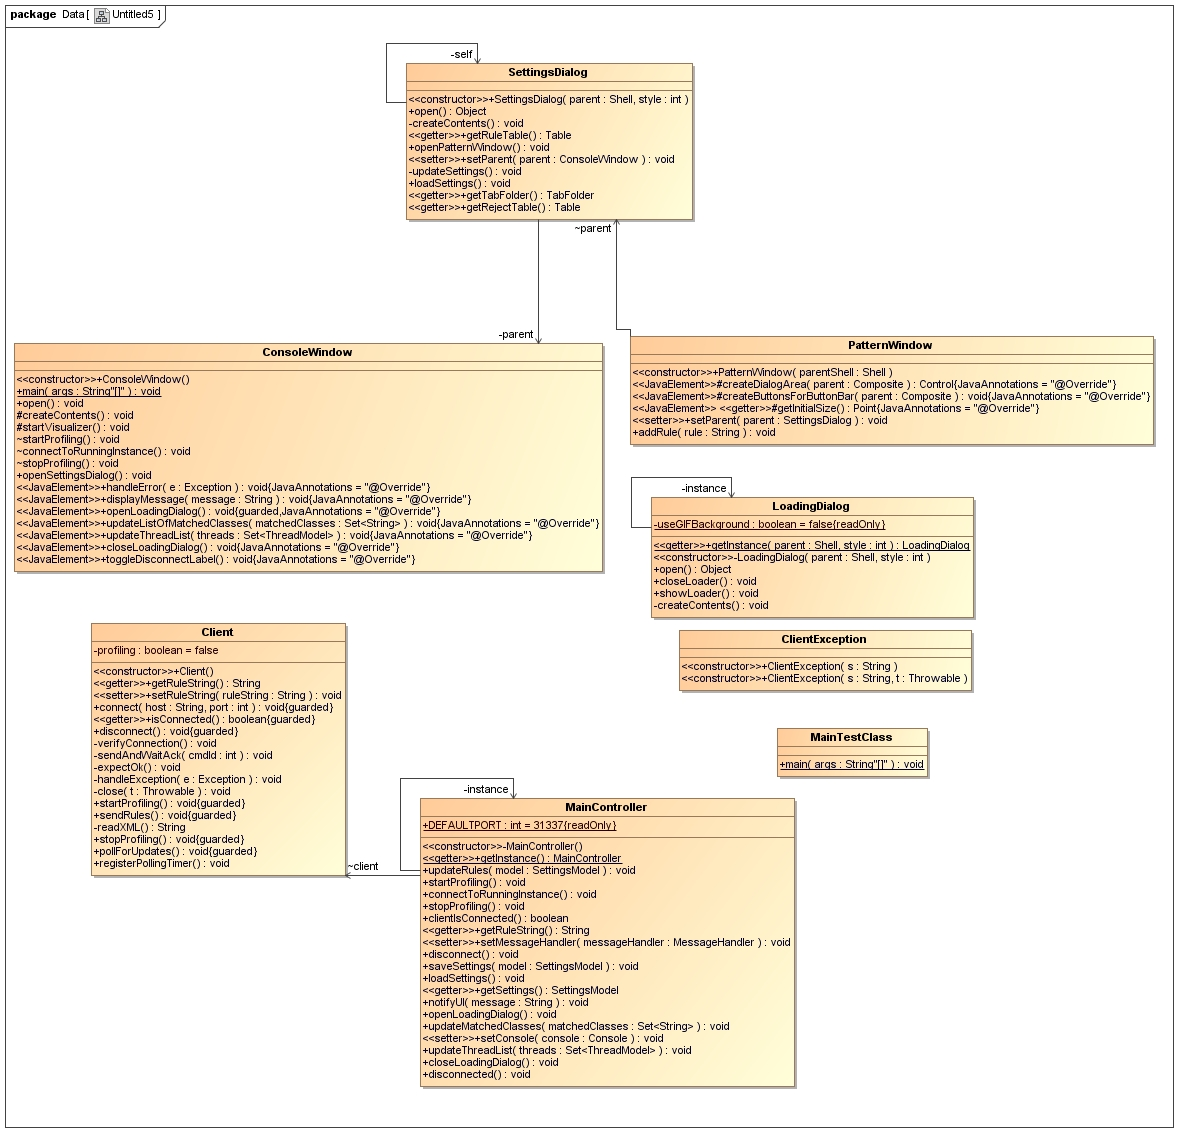 package Data [ Untitled5 ]
-self
SettingsDialog
<<constructor>>+SettingsDialog( parent : Shell, style : int )
+open() : Object
-createContents() : void
<<getter>>+getRuleTable() : Table
+openPatternWindow() : void
<<setter>>+setParent( parent : ConsoleWindow ) : void
-updateSettings() : void
+loadSettings() : void
<<getter>>+getTabFolder() : TabFolder
<<getter>>+getRejectTable() : Table
~parent
-parent
ConsoleWindow
<<constructor>>+ConsoleWindow()
+main( args : String"[]" ) : void
+open() : void
#createContents() : void
#startVisualizer() : void
~startProfiling() : void
~connectToRunningInstance() : void
~stopProfiling() : void
+openSettingsDialog() : void
<<JavaElement>>+handleError( e : Exception ) : void{JavaAnnotations = "@Override"}
<<JavaElement>>+displayMessage( message : String ) : void{JavaAnnotations = "@Override"}
<<JavaElement>>+openLoadingDialog() : void{guarded,JavaAnnotations = "@Override"}
<<JavaElement>>+updateListOfMatchedClasses( matchedClasses : Set<String> ) : void{JavaAnnotations = "@Override"}
<<JavaElement>>+updateThreadList( threads : Set<ThreadModel> ) : void{JavaAnnotations = "@Override"}
<<JavaElement>>+closeLoadingDialog() : void{JavaAnnotations = "@Override"}
<<JavaElement>>+toggleDisconnectLabel() : void{JavaAnnotations = "@Override"}
PatternWindow
<<constructor>>+PatternWindow( parentShell : Shell )
<<JavaElement>>#createDialogArea( parent : Composite ) : Control{JavaAnnotations = "@Override"}
<<JavaElement>>#createButtonsForButtonBar( parent : Composite ) : void{JavaAnnotations = "@Override"}
<<JavaElement>> <<getter>>#getInitialSize() : Point{JavaAnnotations = "@Override"}
<<setter>>+setParent( parent : SettingsDialog ) : void
+addRule( rule : String ) : void
-instance
LoadingDialog
-useGIFBackground : boolean = false{readOnly}
<<getter>>+getInstance( parent : Shell, style : int ) : LoadingDialog
<<constructor>>-LoadingDialog( parent : Shell, style : int )
+open() : Object
+closeLoader() : void
+showLoader() : void
-createContents() : void
Client
-profiling : boolean = false
<<constructor>>+Client()
<<getter>>+getRuleString() : String
<<setter>>+setRuleString( ruleString : String ) : void
+connect( host : String, port : int ) : void{guarded}
<<getter>>+isConnected() : boolean{guarded}
+disconnect() : void{guarded}
-verifyConnection() : void
-sendAndWaitAck( cmdId : int ) : void
-expectOk() : void
-handleException( e : Exception ) : void
-close( t : Throwable ) : void
+startProfiling() : void{guarded}
+sendRules() : void{guarded}
-readXML() : String
+stopProfiling() : void{guarded}
+pollForUpdates() : void{guarded}
+registerPollingTimer() : void
ClientException
<<constructor>>+ClientException( s : String )
<<constructor>>+ClientException( s : String, t : Throwable )
MainTestClass
+main( args : String"[]" ) : void
-instance
~client
MainController
+DEFAULTPORT : int = 31337{readOnly}
<<constructor>>-MainController()
<<getter>>+getInstance() : MainController
+updateRules( model : SettingsModel ) : void
+startProfiling() : void
+connectToRunningInstance() : void
+stopProfiling() : void
+clientIsConnected() : boolean
<<getter>>+getRuleString() : String
<<setter>>+setMessageHandler( messageHandler : MessageHandler ) : void
+disconnect() : void
+saveSettings( model : SettingsModel ) : void
+loadSettings() : void
<<getter>>+getSettings() : SettingsModel
+notifyUI( message : String ) : void
+openLoadingDialog() : void
+updateMatchedClasses( matchedClasses : Set<String> ) : void
<<setter>>+setConsole( console : Console ) : void
+updateThreadList( threads : Set<ThreadModel> ) : void
+closeLoadingDialog() : void
+disconnected() : void